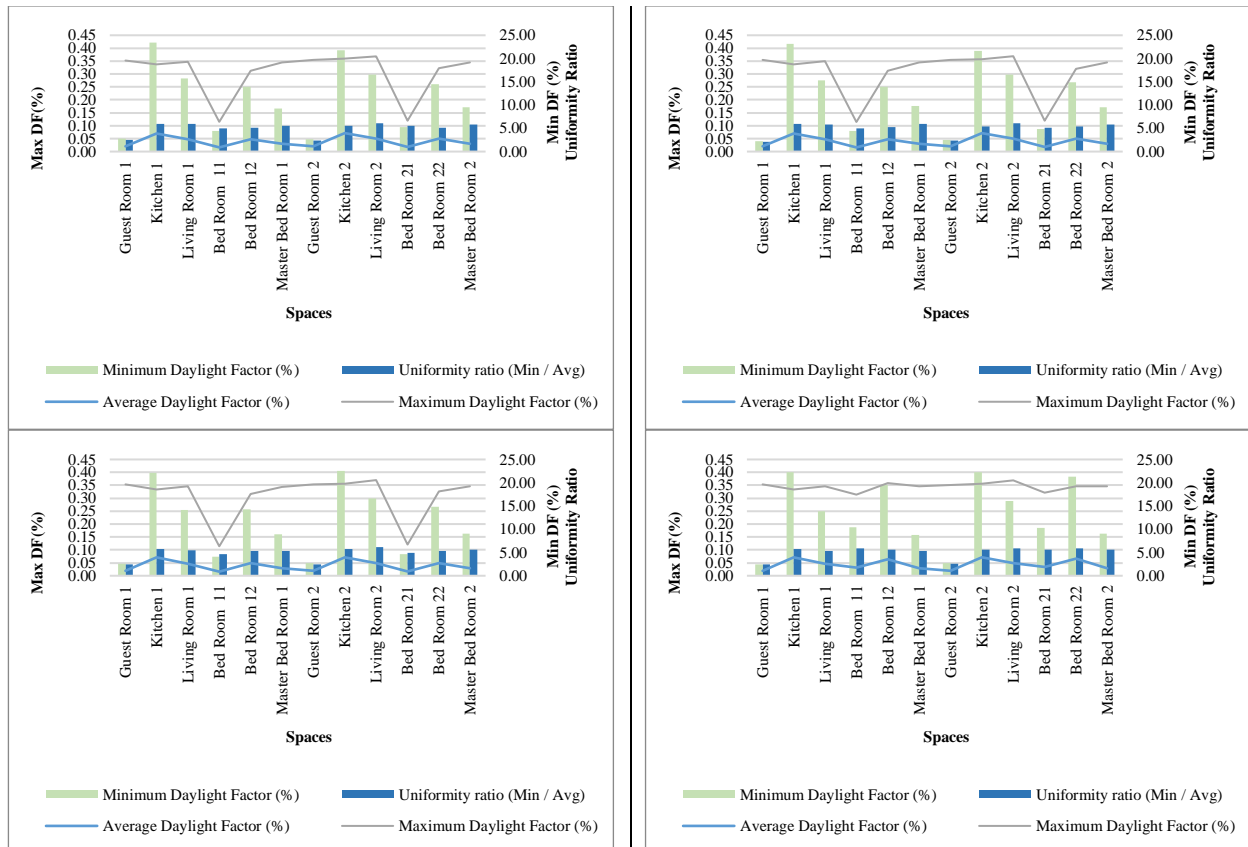 0.45
0.40
0.35
0.30
0.25
0.20
0.15
0.10
0.05
0.00
Max DF(%)
25.00
20.00
15.00
10.00
5.00
0.00
Min DF (%)
Uniformity Ratio
Guest Room 1
Kitchen 1
Living Room 1
Bed Room  11
Bed Room 12
Master Bed Room 1
Guest Room 2
Kitchen 2
Living Room 2
Bed Room 21
Bed Room 22
Master Bed Room 2
Spaces
Minimum Daylight Factor (%)
Uniformity ratio (Min / Avg)
Average Daylight Factor (%)
Maximum Daylight Factor (%)
0.45
0.40
0.35
0.30
0.25
0.20
0.15
0.10
0.05
0.00
Max DF(%)
25.00
20.00
15.00
10.00
5.00
0.00
Min DF (%)
Uniformity Ratio
Guest Room 1
Kitchen 1
Living Room 1
Bed Room  11
Bed Room 12
Master Bed Room 1
Guest Room 2
Kitchen 2
Living Room 2
Bed Room 21
Bed Room 22
Master Bed Room 2
Spaces
Minimum Daylight Factor (%)
Uniformity ratio (Min / Avg)
Average Daylight Factor (%)
Maximum Daylight Factor (%)
0.45
0.40
0.35
0.30
0.25
0.20
0.15
0.10
0.05
0.00
Max DF(%)
25.00
20.00
15.00
10.00
5.00
0.00
Min DF (%)
Uniformity Ratio
Guest Room 1
Kitchen 1
Living Room 1
Bed Room  11
Bed Room 12
Master Bed Room 1
Guest Room 2
Kitchen 2
Living Room 2
Bed Room 21
Bed Room 22
Master Bed Room 2
Spaces
Minimum Daylight Factor (%)
Uniformity ratio (Min / Avg)
Average Daylight Factor (%)
Maximum Daylight Factor (%)
0.45
0.40
0.35
0.30
0.25
0.20
0.15
0.10
0.05
0.00
Max DF(%)
25.00
20.00
15.00
10.00
5.00
0.00
Min DF (%)
Uniformity Ratio
Guest Room 1
Kitchen 1
Living Room 1
Bed Room  11
Bed Room 12
Master Bed Room 1
Guest Room 2
Kitchen 2
Living Room 2
Bed Room 21
Bed Room 22
Master Bed Room 2
Spaces
Minimum Daylight Factor (%)
Uniformity ratio (Min / Avg)
Average Daylight Factor (%)
Maximum Daylight Factor (%)